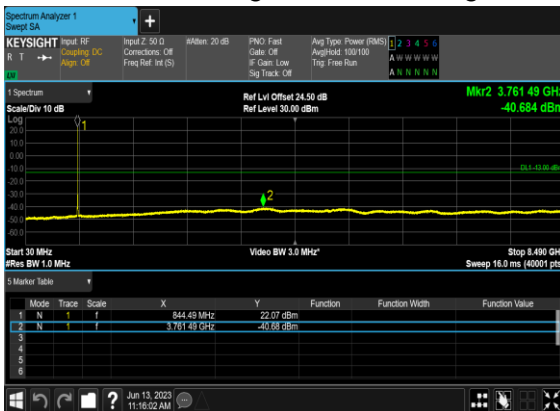 Spectrum Analyzer 1
Swept SA
+
KEYSIGHT Input: RF Input Z: 50 Ω #Atten: 20 dB PNO: Fast Avg Type: Power (RMS) 1 2 3 4 5 6
R T Coupling: DC Corrections: Off Gate: Off Avg|Hold: 100/100 A W W W W W
Align: Off Freq Ref: Int (S) IF Gain: Low Trig: Free Run
Sig Track: Off A N N N N N
LXI
1 Spectrum Ref Lvl Offset 24.50 dB Mkr2 3.761 49 GHz
Scale/Div 10 dB Ref Level 30.00 dBm -40.684 dBm
Log
20.0 1
10.0
0.00
-10.0 DL1 -13.00 dBm
-20.0
-30.0
-40.0 2
-50.0
-60.0
Start 30 MHz Video BW 3.0 MHz* Stop 8.490 GHz
#Res BW 1.0 MHz Sweep 16.0 ms (40001 pts)
5 Marker Table
Mode Trace Scale X Y Function Function Width Function Value
1 N 1 f 844.49 MHz 22.07 dBm
2 N 1 f 3.761 49 GHz -40.68 dBm
3
4
5
6
? Jun 13, 2023
11:16:02 AM